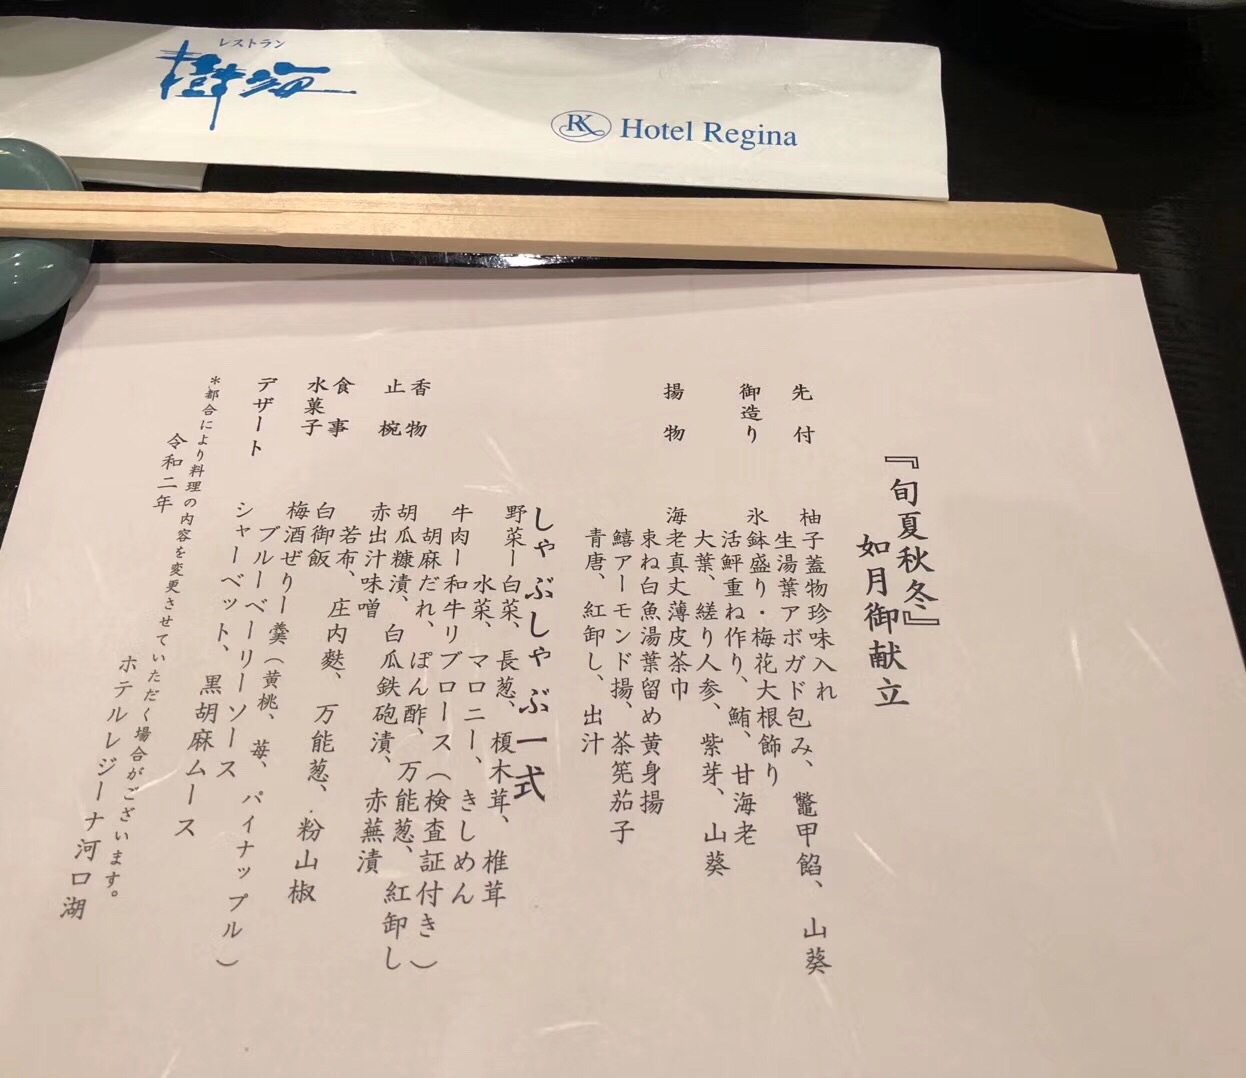 レストラン
樹海
RK Hotel Regina
『旬夏秋冬』
如月御献立
先付
柚子蓋物珍味入れ
生湯葉アボガド包み、鼈甲餡、山葵
御造り
氷鉢盛り・梅花大根飾り
活鮃重ね作り、鮪、甘海老
大葉、縒り人参、紫芽、山葵
揚物
海老真丈薄皮茶巾
束ね白魚湯葉留め黄身揚
鱚アーモンド揚、茶筅茄子
青唐、紅卸し、出汁
しゃぶしゃぶ一式
野菜ー白菜、長葱、榎木茸、椎茸
水菜、マロニー、きしめん
牛肉ー和牛リブロース（検査証付き）
胡麻だれ、ぽん酢、万能葱、紅卸し
香物
胡瓜糠漬、白瓜鉄砲漬、赤蕪漬
止椀
赤出汁味噌
若布、庄内麩、万能葱、粉山椒
食事
白御飯
水菓子
梅酒ぜりー羹（黄桃、苺、パイナップル）
ブルーベーリーソース
デザート
シャーベット、黒胡麻ムース
＊都合により料理の内容を変更させていただく場合がございます。
令和二年
ホテルレジーナ河口湖